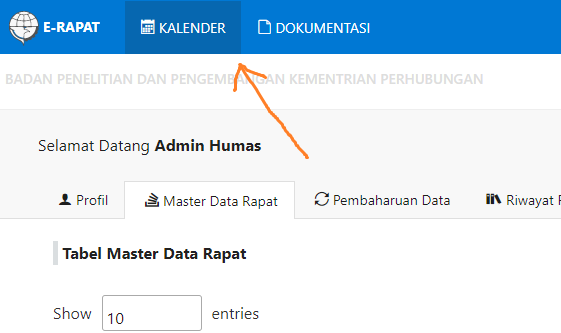 E-RAPAT KALENDER DOKUMENTASI
BADAN PENELITIAN DAN PENGEMBANGAN KEMENTRIAN PERHUBUNGAN
Selamat Datang Admin Humas
Profil Master Data Rapat Pembaharuan Data Riwayat
Tabel Master Data Rapat
Show 10 entries